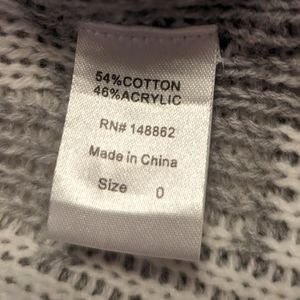 54%COTTON
46%ACRYLIC
RN# 148862
Made in China
Size 0